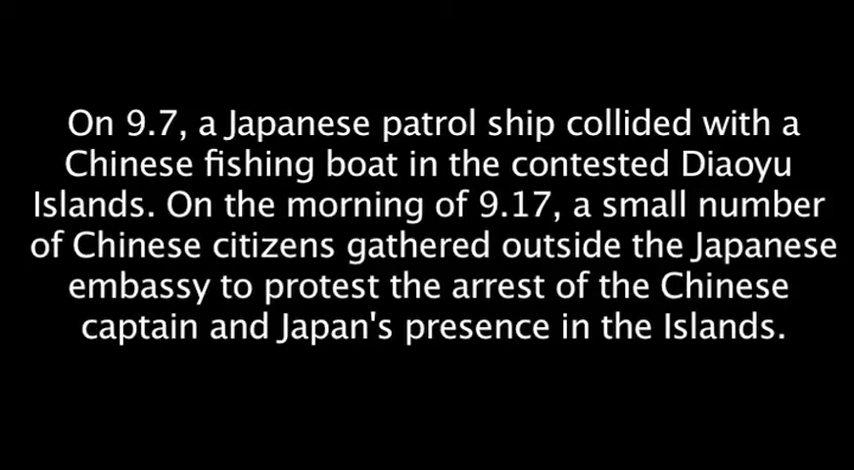 On 9.7, a Japanese patrol ship collided with a
Chinese fishing boat in the contested Diaoyu
Islands. On the morning of 9.17, a small number
of Chinese citizens gathered outside the Japanese
embassy to protest the arrest of the Chinese
captain and Japan's presence in the Islands.